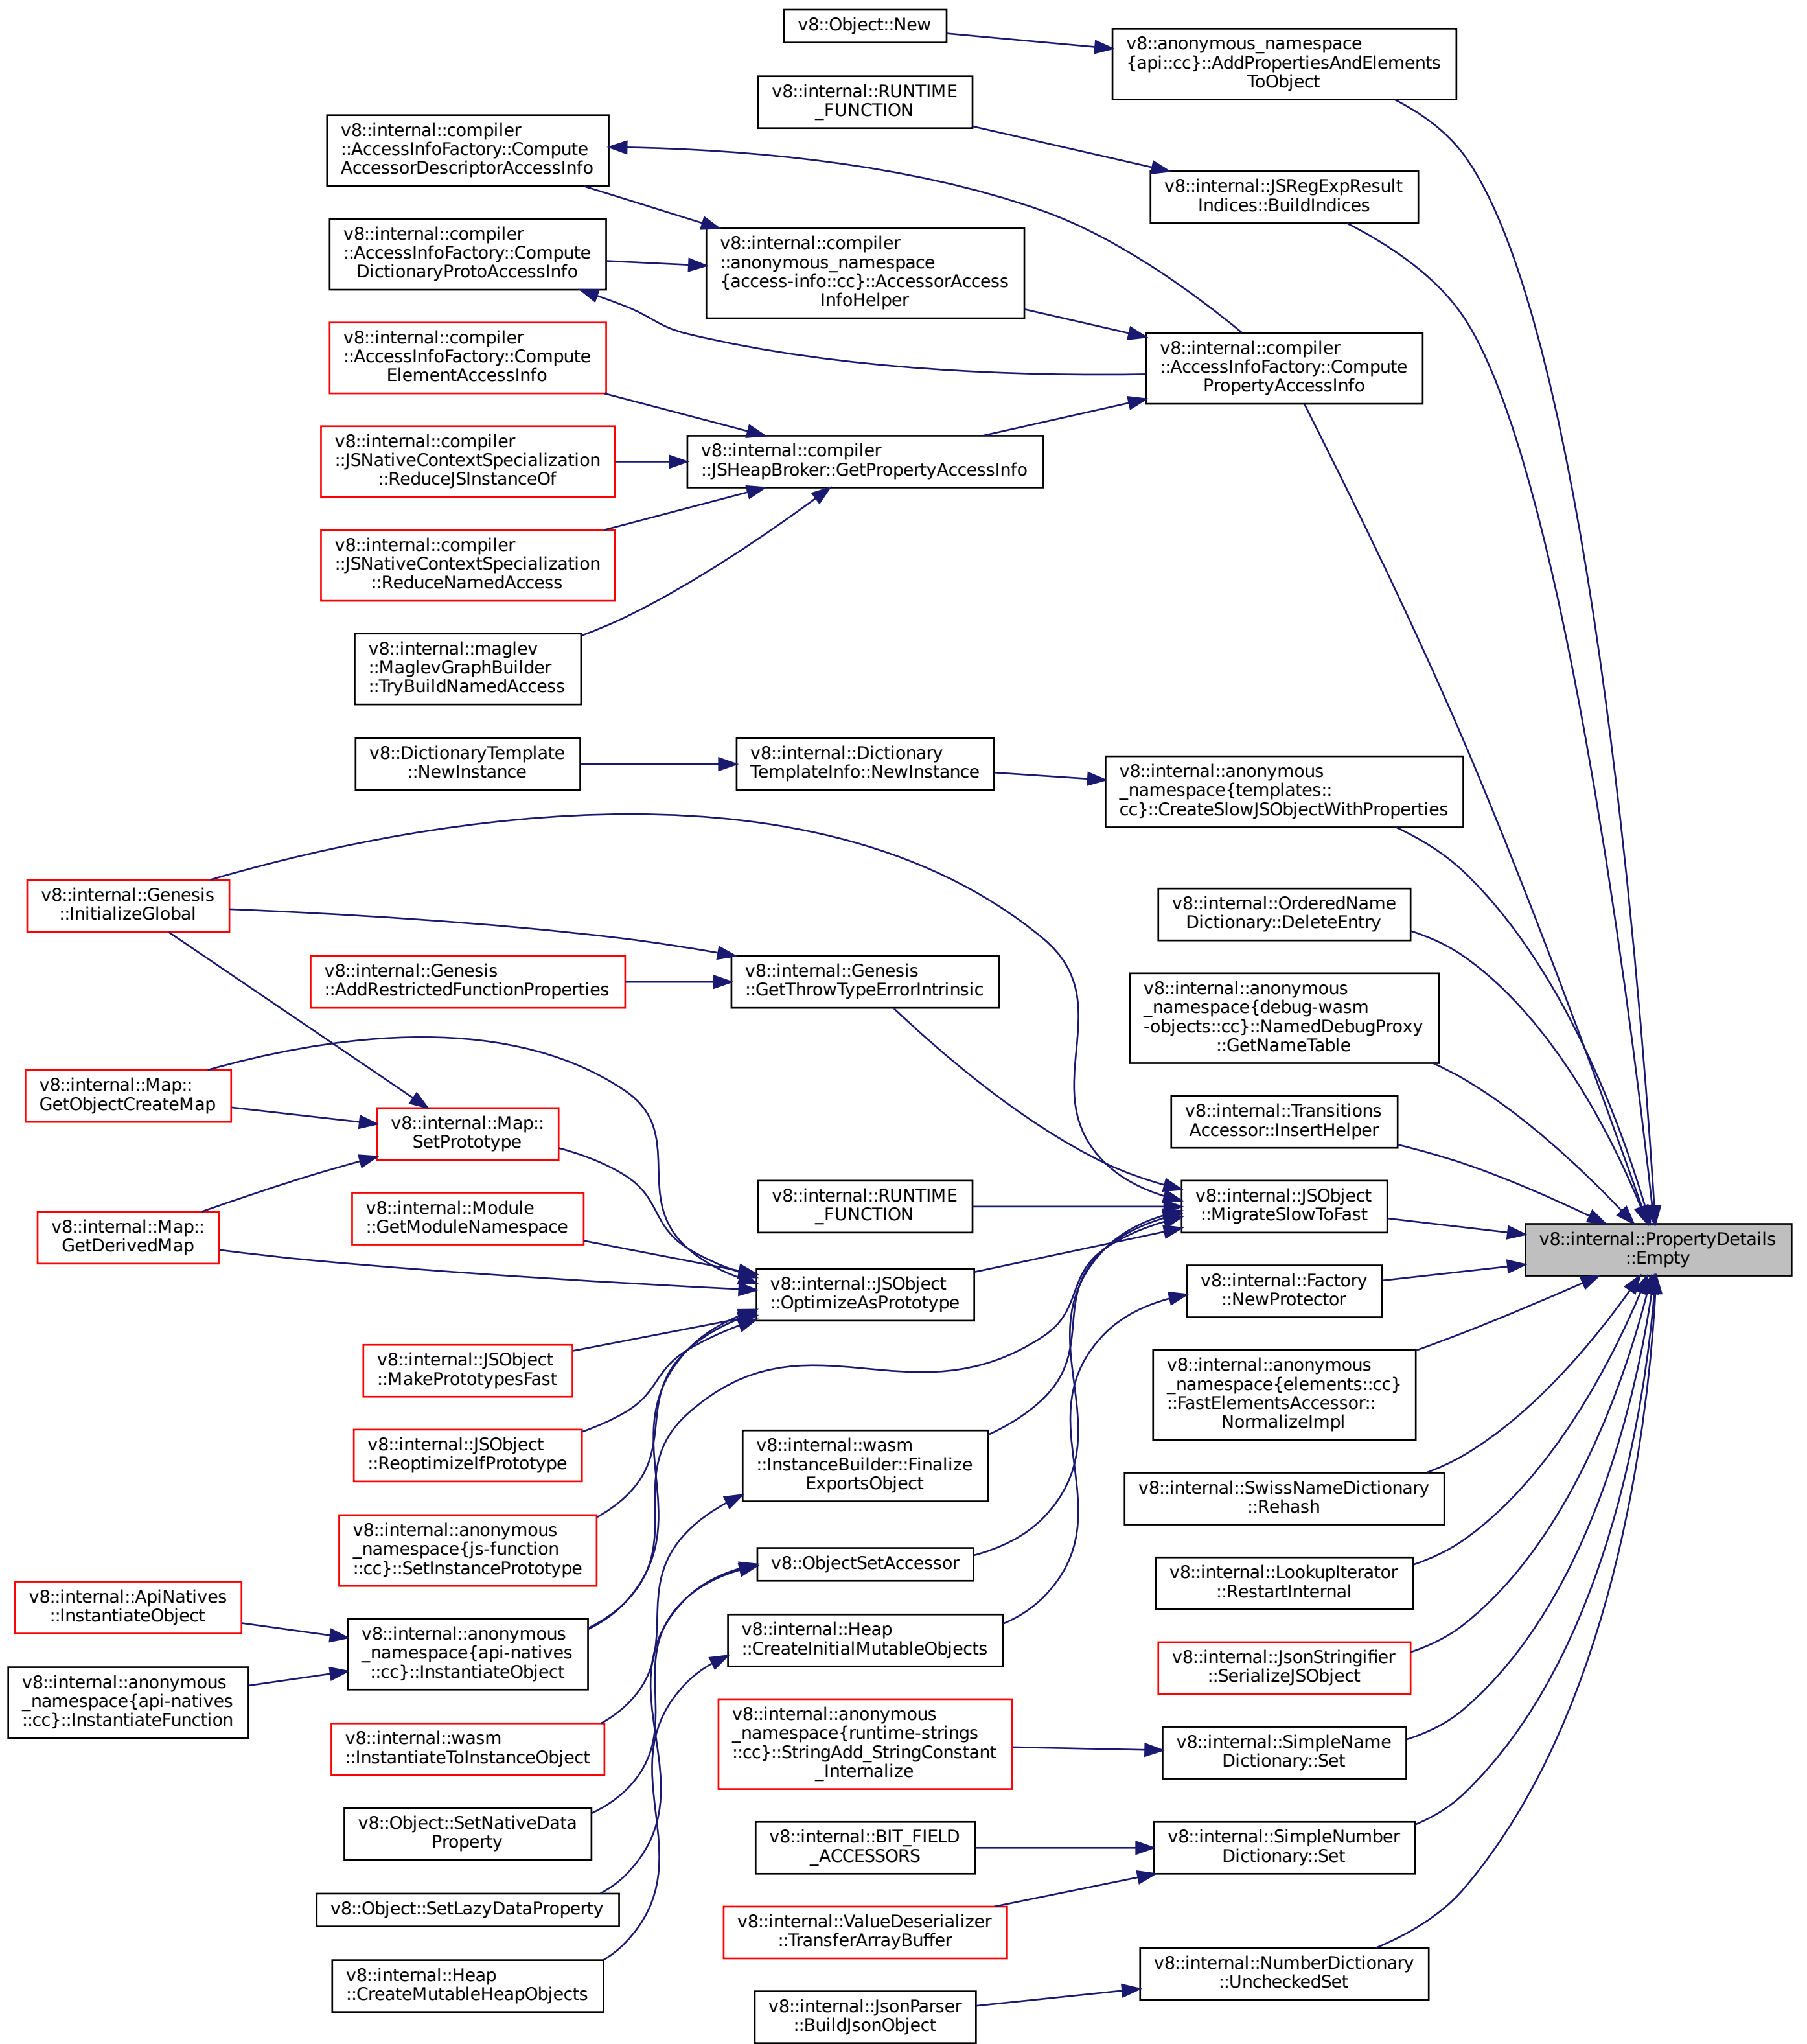 v8::Object::New
v8::anonymous_namespace
{api::cc}::AddPropertiesAndElements
ToObject
v8::internal::RUNTIME
_FUNCTION
v8::internal::compiler
::AccessInfoFactory::Compute
AccessorDescriptorAccessInfo
v8::internal::JSRegExpResult
Indices::BuildIndices
v8::internal::compiler
::AccessInfoFactory::Compute
DictionaryProtoAccessInfo
v8::internal::compiler
::anonymous_namespace
{access-info::cc}::AccessorAccess
InfoHelper
v8::internal::compiler
::AccessInfoFactory::Compute
ElementAccessInfo
v8::internal::compiler
::AccessInfoFactory::Compute
PropertyAccessInfo
v8::internal::compiler
::JSNativeContextSpecialization
::ReduceJSInstanceOf
v8::internal::compiler
::JSHeapBroker::GetPropertyAccessInfo
v8::internal::compiler
::JSNativeContextSpecialization
::ReduceNamedAccess
v8::internal::maglev
::MaglevGraphBuilder
::TryBuildNamedAccess
v8::DictionaryTemplate
::NewInstance
v8::internal::Dictionary
TemplateInfo::NewInstance
v8::internal::anonymous
_namespace{templates::
cc}::CreateSlowJSObjectWithProperties
v8::internal::Genesis
::InitializeGlobal
v8::internal::OrderedName
Dictionary::DeleteEntry
v8::internal::Genesis
::AddRestrictedFunctionProperties
v8::internal::Genesis
::GetThrowTypeErrorIntrinsic
v8::internal::anonymous
_namespace{debug-wasm
-objects::cc}::NamedDebugProxy
::GetNameTable
v8::internal::Map::
GetObjectCreateMap
v8::internal::Map::
SetPrototype
v8::internal::Transitions
Accessor::InsertHelper
v8::internal::Map::
GetDerivedMap
v8::internal::Module
::GetModuleNamespace
v8::internal::RUNTIME
_FUNCTION
v8::internal::JSObject
::MigrateSlowToFast
v8::internal::PropertyDetails
::Empty
v8::internal::JSObject
::OptimizeAsPrototype
v8::internal::Factory
::NewProtector
v8::internal::JSObject
::MakePrototypesFast
v8::internal::anonymous
_namespace{elements::cc}
::FastElementsAccessor::
NormalizeImpl
v8::internal::JSObject
::ReoptimizeIfPrototype
v8::internal::wasm
::InstanceBuilder::Finalize
ExportsObject
v8::internal::SwissNameDictionary
::Rehash
v8::internal::anonymous
_namespace{js-function
::cc}::SetInstancePrototype
v8::ObjectSetAccessor
v8::internal::LookupIterator
::RestartInternal
v8::internal::ApiNatives
::InstantiateObject
v8::internal::anonymous
_namespace{api-natives
::cc}::InstantiateObject
v8::internal::Heap
::CreateInitialMutableObjects
v8::internal::JsonStringifier
::SerializeJSObject
v8::internal::anonymous
_namespace{api-natives
::cc}::InstantiateFunction
v8::internal::wasm
::InstantiateToInstanceObject
v8::internal::anonymous
_namespace{runtime-strings
::cc}::StringAdd_StringConstant
_Internalize
v8::internal::SimpleName
Dictionary::Set
v8::Object::SetNativeData
Property
v8::internal::BIT_FIELD
_ACCESSORS
v8::internal::SimpleNumber
Dictionary::Set
v8::Object::SetLazyDataProperty
v8::internal::ValueDeserializer
::TransferArrayBuffer
v8::internal::Heap
::CreateMutableHeapObjects
v8::internal::NumberDictionary
::UncheckedSet
v8::internal::JsonParser
::BuildJsonObject